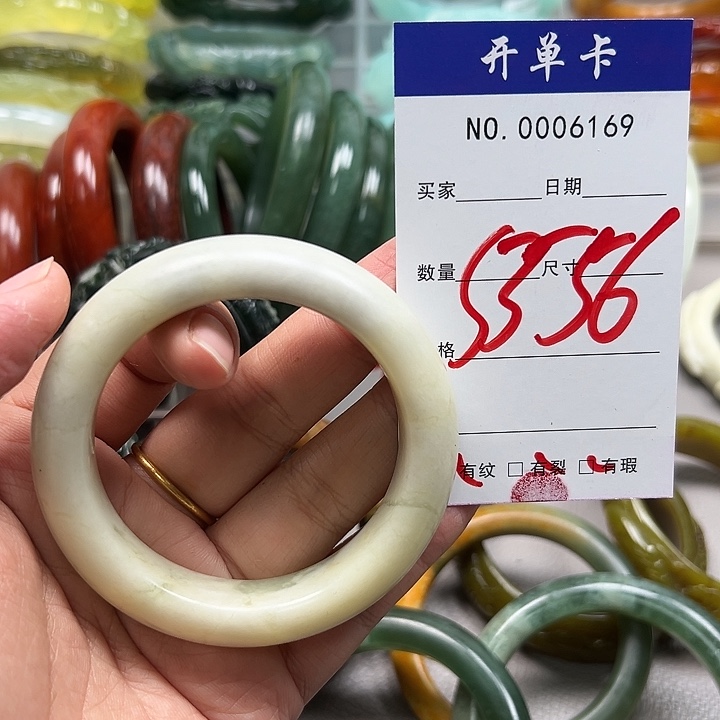 开单卡
NO. 0006169
买家 日期
数量 尺寸
55 56
格
有纹 □有裂 □有瑕